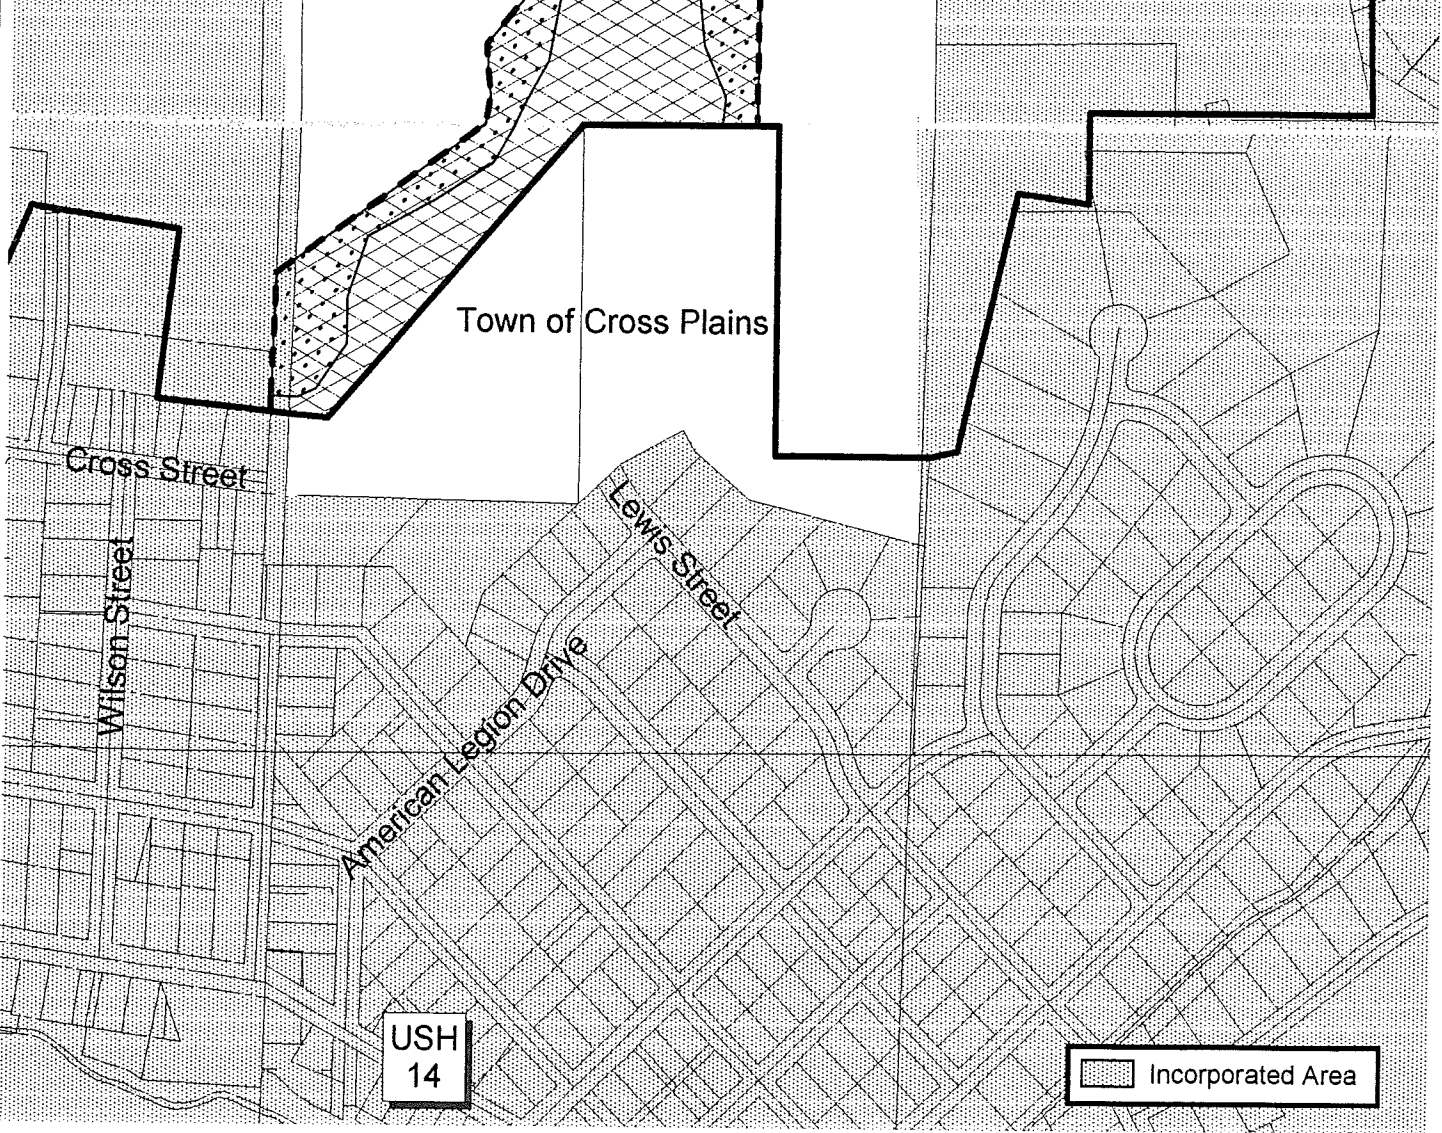 Town of Cross Plains
Cross Street
Lewis Street
Wilson Street
American Legion Drive
USH
14
Incorporated Area